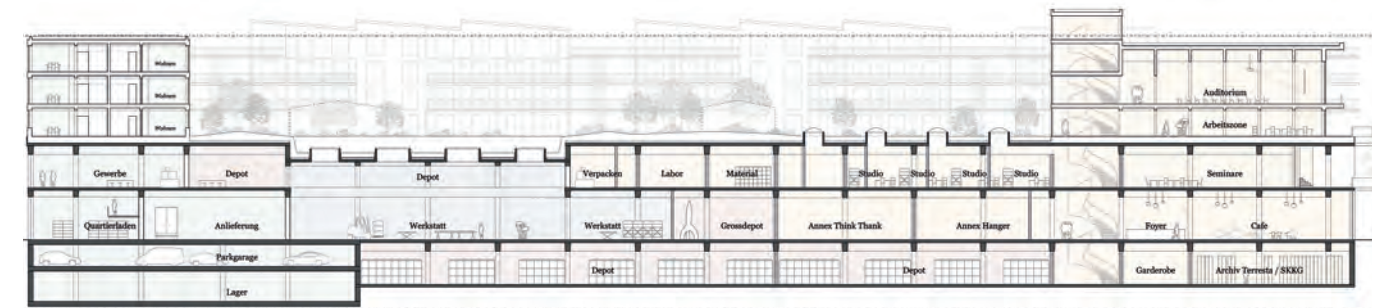 Wohnen
Wohnen
Auditorium
Wohnen
Arbeitszone
Gewerbe Depot Depot Verpacken Labor Material Studio Studio Studio Studio Seminare
Quartierladen Anlieferung Werkstatt Werkstatt Grossdepot Annex Think Thank Annex Hanger Foyer Cafe
Parkgarage
Depot Depot Garderobe Archiv Terresta / SKKG
Lager